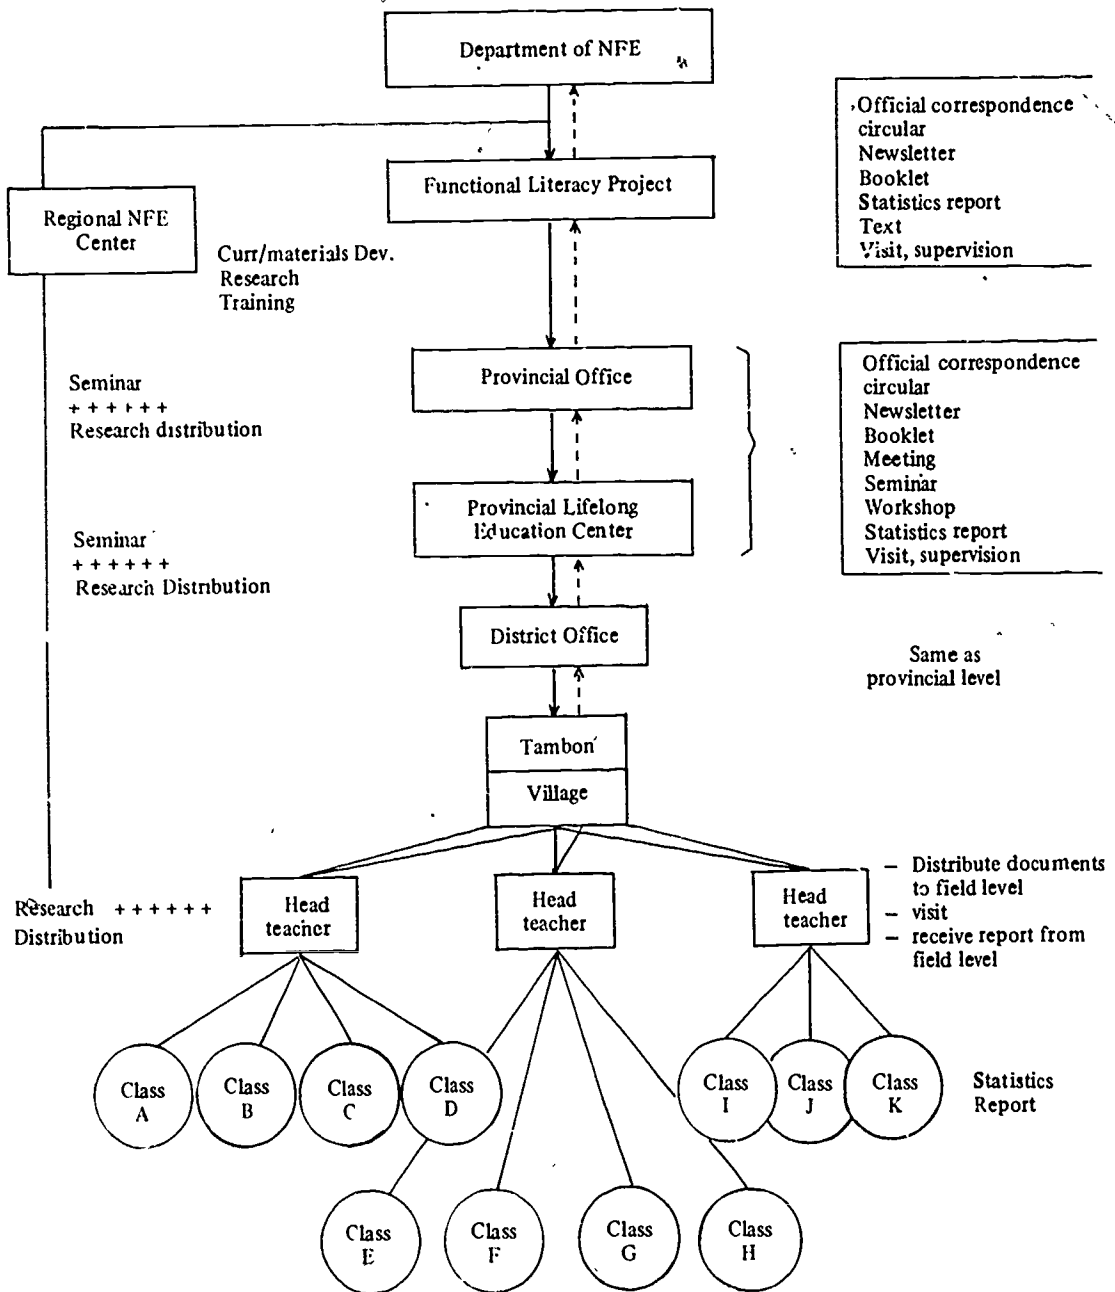 Department of NFE
Official correspondence
circular
Newsletter
Booklet
Statistics report
Text
Visit, supervision
Functional Literacy Project
Regional NFE
Center
Curr/materials Dev.
Research
Training
Provincial Office
Official correspondence
circular
Newsletter
Booklet
Meeting
Seminar
Workshop
Statistics report
Visit, supervision
Seminar
+ + + + + +
Research distribution
Provincial Lifelong
Education Center
Seminar
+ + + + + +
Research Distribution
District Office
Same as
provincial level
Tambon
Village
Research + + + + + +
Distribution
Head
teacher
Head
teacher
Head
teacher
– Distribute documents
to field level
– visit
– receive report from
field level
Class
A
Class
B
Class
C
Class
D
Class
I
Class
J
Class
K
Statistics
Report
Class
E
Class
F
Class
G
Class
H